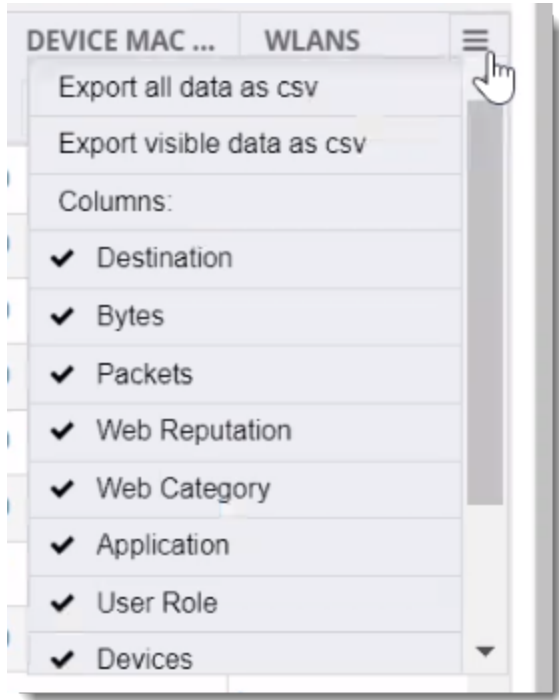 DEVICE MAC ... WLANS
Export all data as csv
Export visible data as csv
Columns:
Destination
Bytes
Packets
Web Reputation
Web Category
Application
User Role
Devices